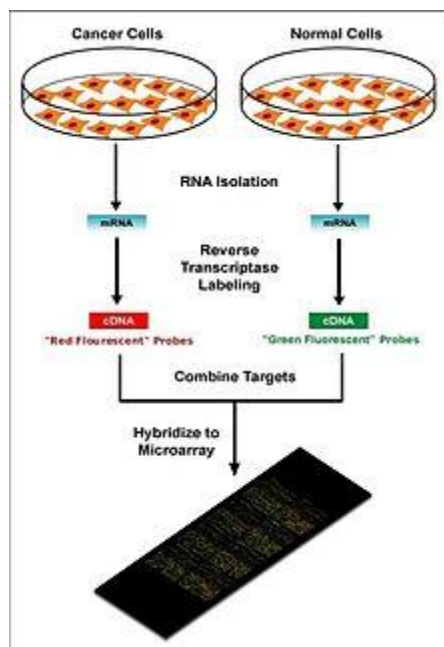 Cancer Cells
Normal Cells
RNA Isolation
mRNA
mRNA
Reverse
Transcriptase
Labeling
cDNA
cDNA
"Red Flourescent" Probes
"Green Fluorescent" Probes
Combine Targets
Hybridize to
Microarray